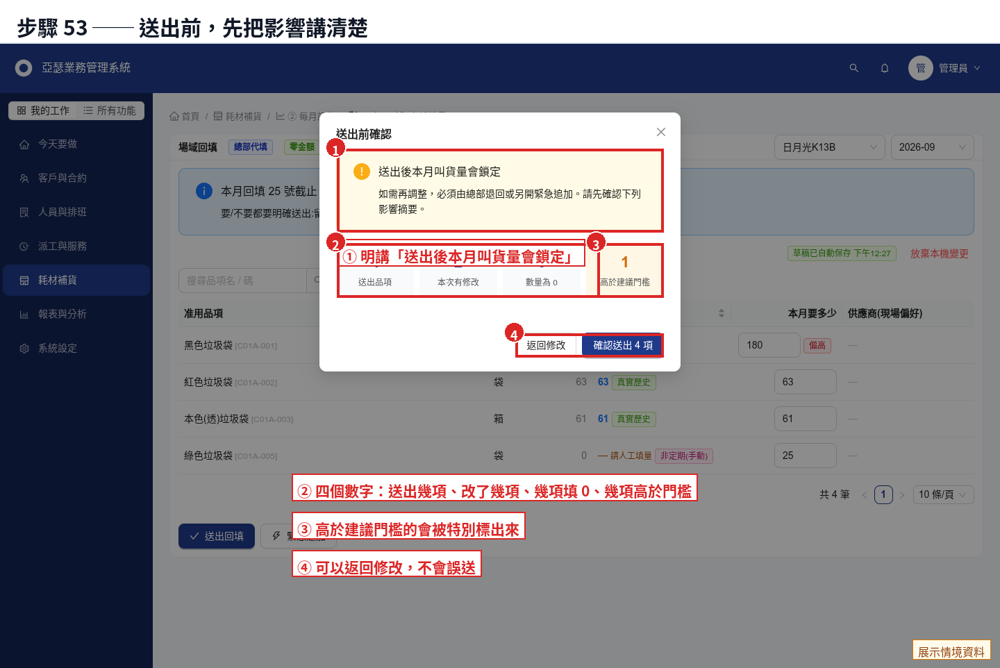 步驟 53 —— 送出前，先把影響講清楚
亞瑟業務管理系統
管 管理員
我的工作 所有功能
今天要做
客戶與合約
人員與排班
派工與服務
耗材補貨
報表與分析
系統設定
首頁 / 耗材補貨 / ② 每月
場域回填 總部代填 零金額
日月光K13B 2026-09
本月回填 25 號截止
要/不要都要明確送出:留
草稿已自動保存 下午12:27 放棄本機變更
搜尋品項名 / 碼
准用品項 本月要多少 供應商(現場偏好)
黑色垃圾袋 [C01A-001] 180 偏高 —
紅色垃圾袋 [C01A-002] 袋 63 63 真實歷史 63 —
本色(透)垃圾袋 [C01A-003] 箱 61 61 真實歷史 61 —
綠色垃圾袋 [C01A-005] 袋 0 — 請人工填量 非定期(手動) 25 —
共 4 筆 1 10 條/頁
送出回填
送出前確認
1
送出後本月叫貨量會鎖定
如需再調整，必須由總部退回或另開緊急追加。請先確認下列
影響摘要。
2 3
① 明講「送出後本月叫貨量會鎖定」
1
送出品項 本次有修改 數量為 0 高於建議門檻
4
返回修改 確認送出 4 項
② 四個數字：送出幾項、改了幾項、幾項填 0、幾項高於門檻
③ 高於建議門檻的會被特別標出來
④ 可以返回修改，不會誤送
展示情境資料